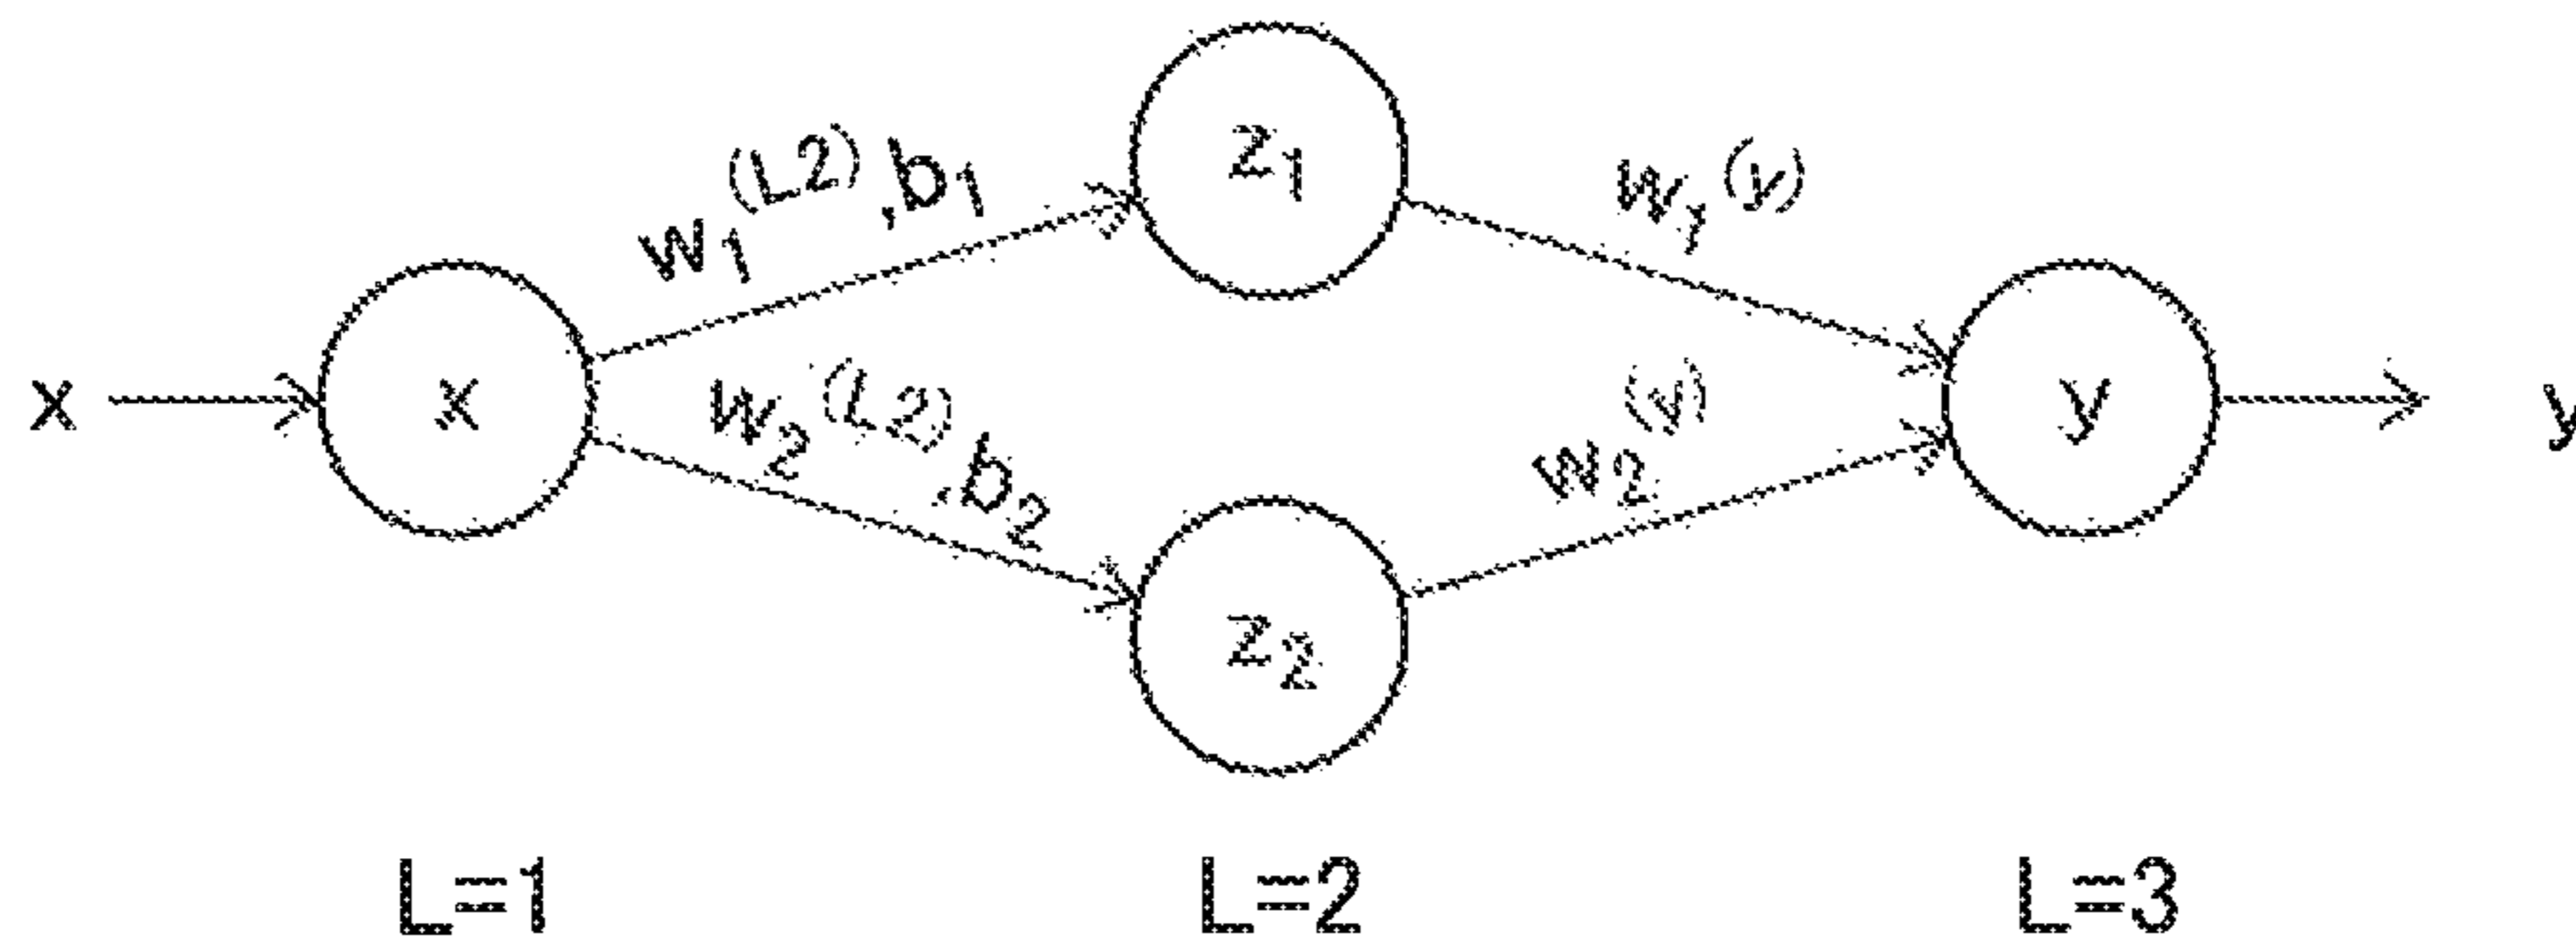 z₁
w₁⁽ᴸ²⁾,b₁
w₁⁽ʸ⁾
x
x
w₂⁽ᴸ²⁾,b₂
w₂⁽ʸ⁾
y
y
z₂
L=1
L=2
L=3